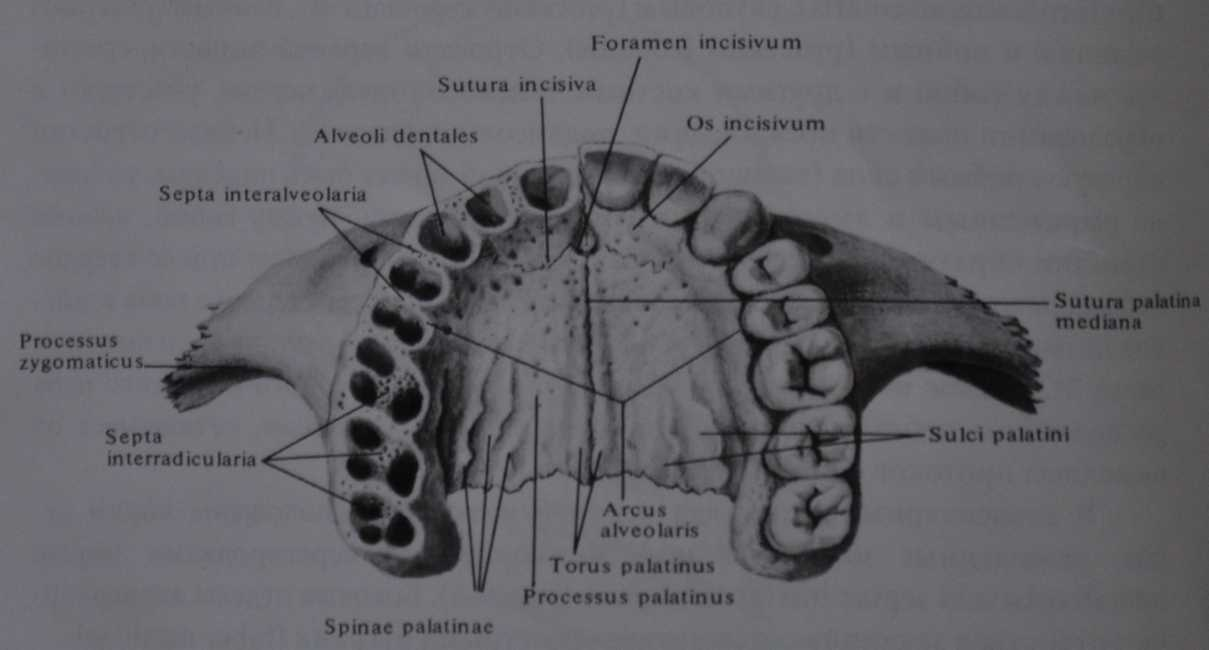 Foramen incisivum
Sutura incisiva
Os incisivum
Alveoli dentales
Septa interalveolaria
Sutura palatina
mediana
Processus
zygomaticus
Sulci palatini
Septa
interradicularia
Arcus
alveolaris
Torus palatinus
Processus palatinus
Spinae palatinae